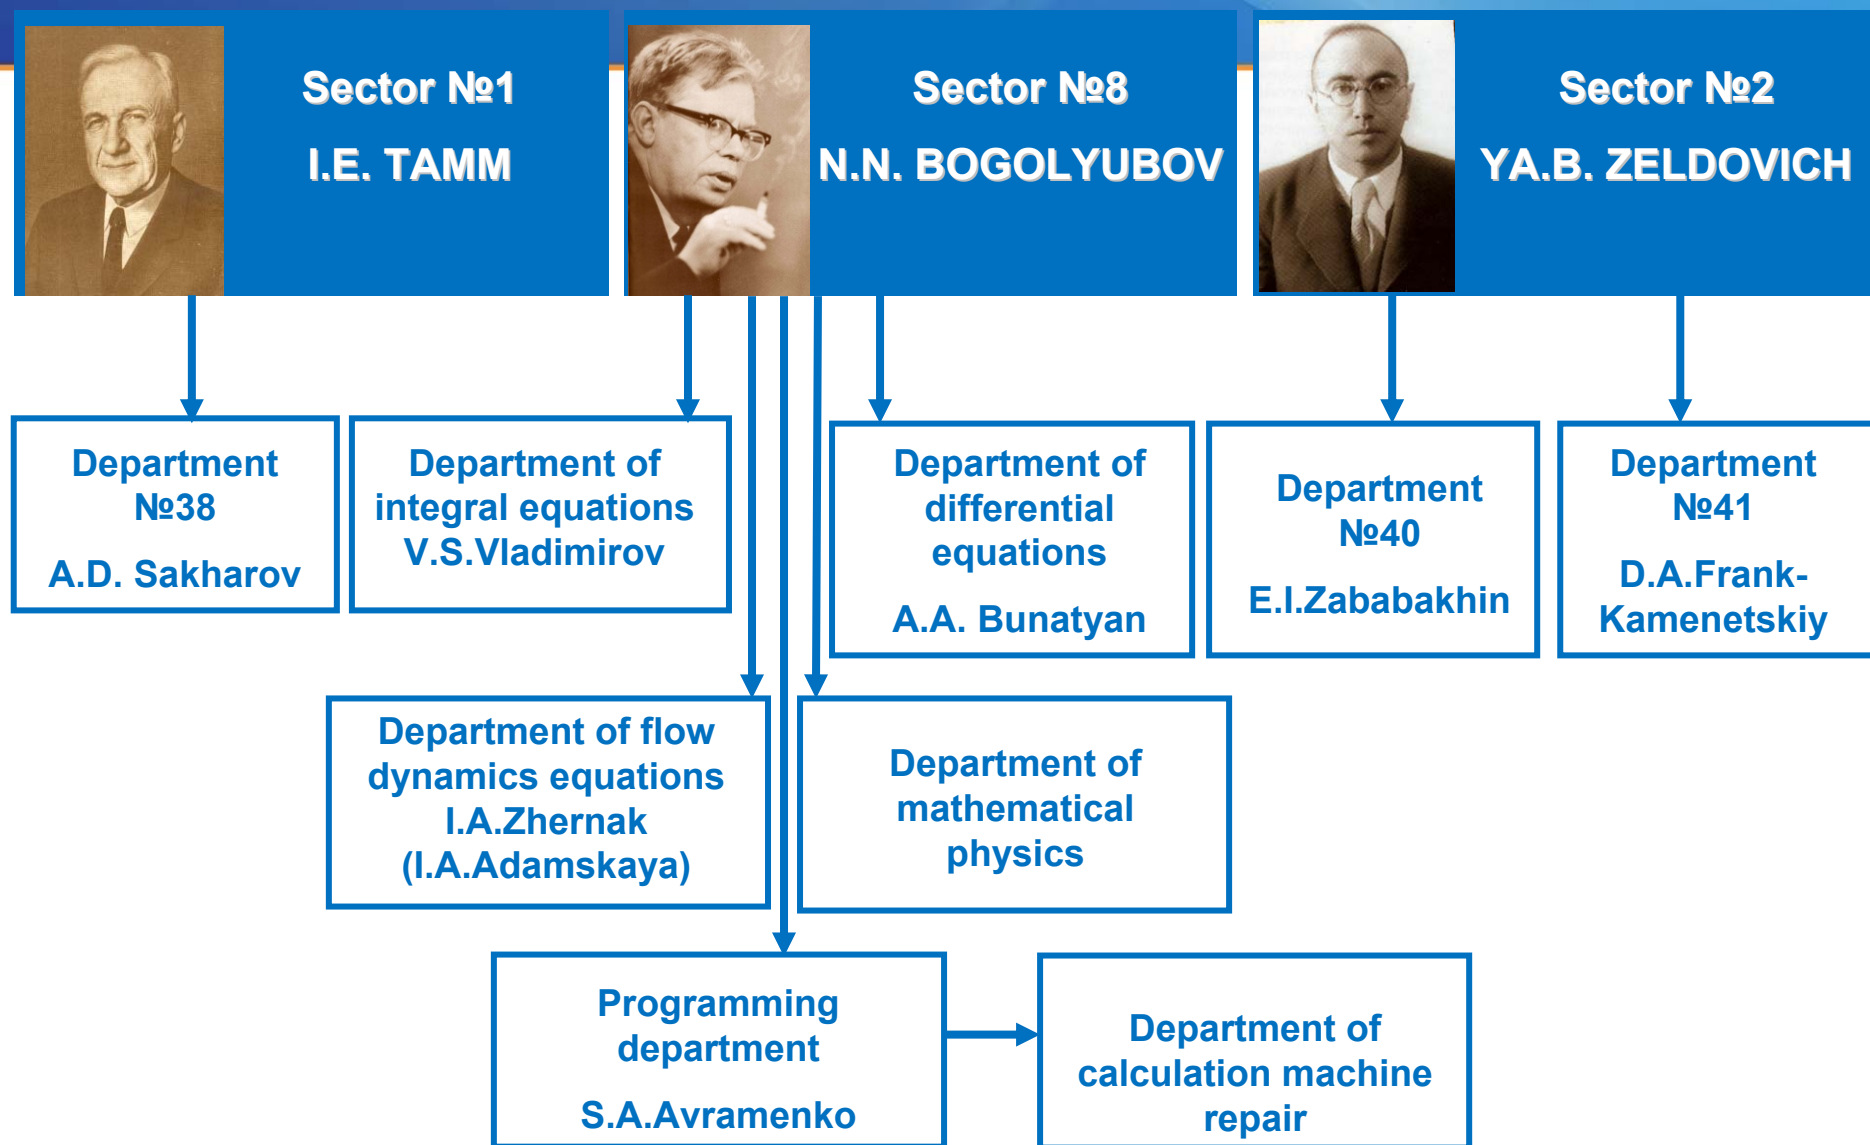 Sector №1
I.E. TAMM
Sector №8
N.N. BOGOLYUBOV
Sector №2
YA.B. ZELDOVICH
Department
№38
A.D. Sakharov
Department of
integral equations
V.S.Vladimirov
Department of
differential
equations
A.A. Bunatyan
Department
№40
E.I.Zababakhin
Department
№41
D.A.Frank-
Kamenetskiy
Department of flow
dynamics equations
I.A.Zhernak
(I.A.Adamskaya)
Department of
mathematical
physics
Programming
department
S.A.Avramenko
Department of
calculation machine
repair